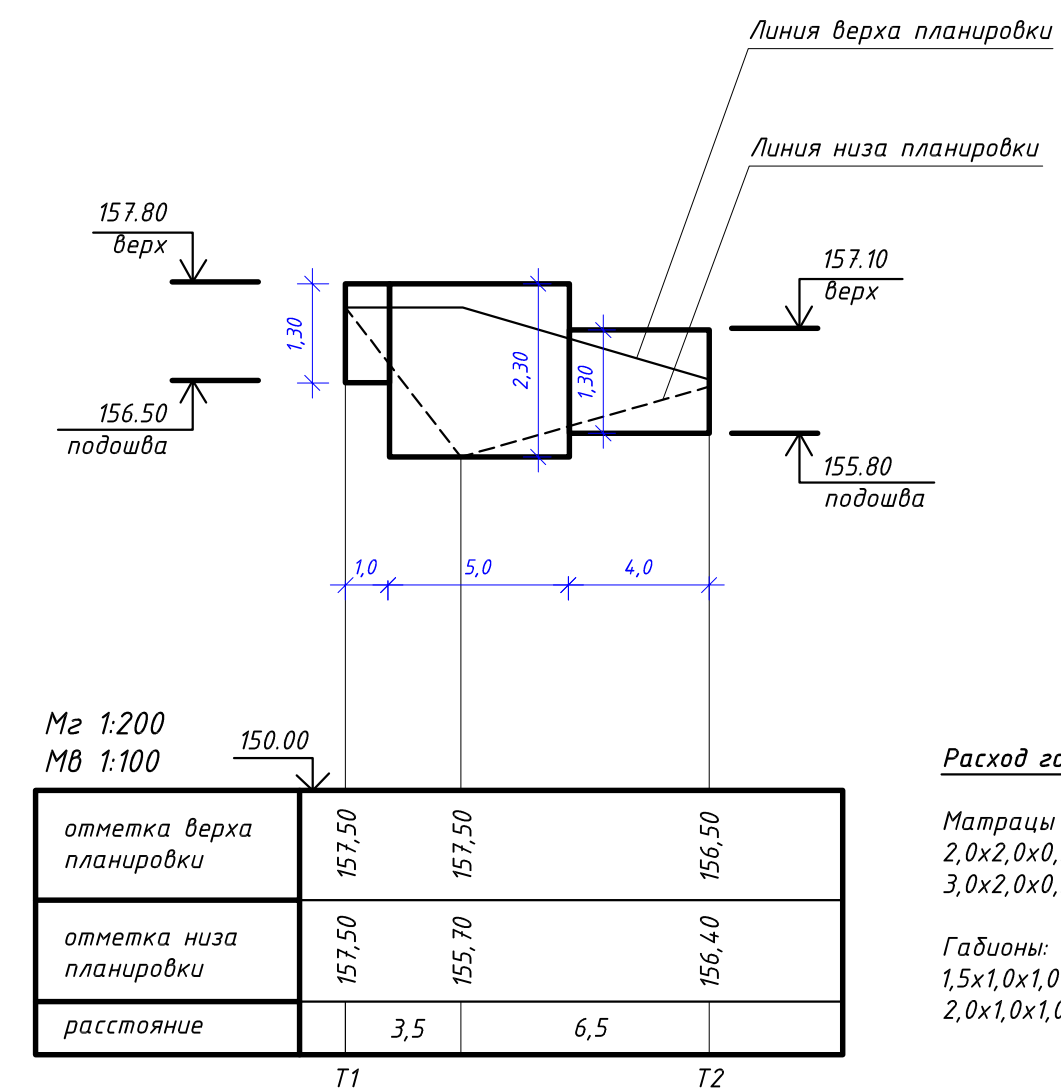 Линия верха планировки
Линия низа планировки
157.80
верх
157.10
верх
1,30
2,30
1,30
156.50
подошва
155.80
подошва
1,0
5,0
4,0
Мг 1:200
Мв 1:100
150.00
Расход
отметка верха
планировки
157,50
157,50
156,50
Матрацы
2,0х2,0х0,
3,0х2,0х0,
отметка низа
планировки
157,50
155,70
156,40
Габионы:
1,5х1,0х1,0
2,0х1,0х1,0
расстояние
3,5
6,5
Т1
Т2